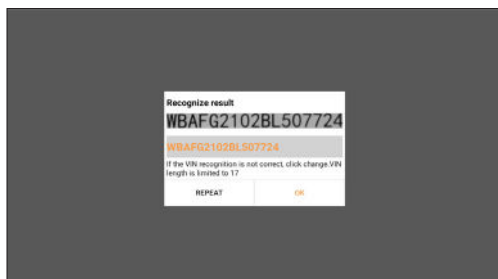 Recognize result
WBAFG2102BL507724
WBAFG2102BL507724
If the VIN recognition is not correct, click change.VIN
length is limited to 17
REPEAT OK